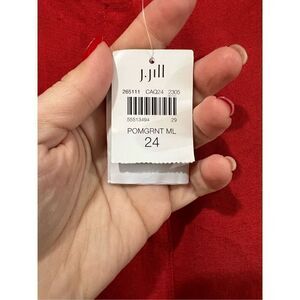 J.Jill
265111 CAQ24 2305
55513494 29
POMGRNT ML
24